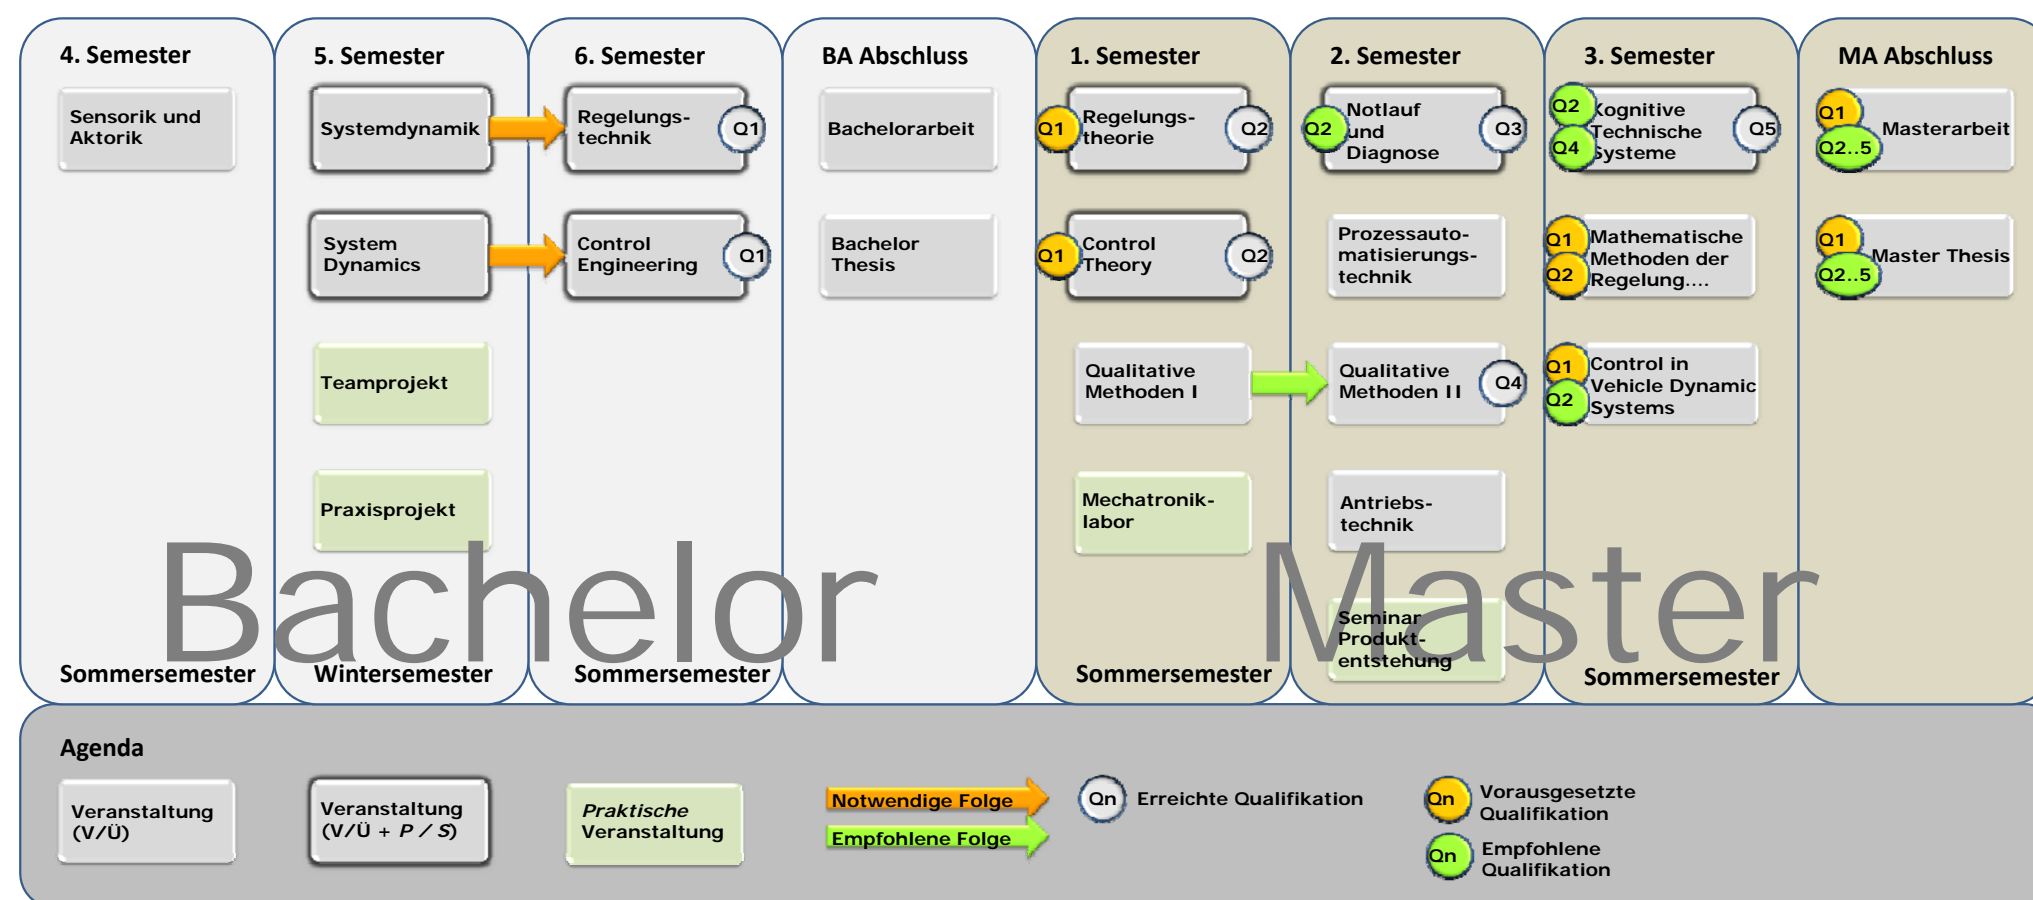 4. Semester
Sensorik und
Aktorik
Sommersemester
5. Semester
Systemdynamik
System
Dynamics
Teamprojekt
Praxisprojekt
Wintersemester
6. Semester
Regelungs-
technik
Q1
Control
Engineering
Q1
Sommersemester
BA Abschluss
Bachelorarbeit
Bachelor
Thesis
Bachelor
1. Semester
Q1
Regelungs-
theorie
Q2
Q1
Control
Theory
Q2
Qualitative
Methoden I
Mechatronik-
labor
Sommersemester
2. Semester
Q2
Notlauf
und
Diagnose
Q3
Prozessauto-
matisierungs-
technik
Qualitative
Methoden II
Q4
Antriebs-
technik
Seminar
Produkt-
entstehung
3. Semester
Q2
Q4
Kognitive
Technische
Systeme
Q5
Q1
Q2
Mathematische
Methoden der
Regelung....
Q1
Q2
Control in
Vehicle Dynamic
Systems
Sommersemester
MA Abschluss
Q1
Q2..5
Masterarbeit
Q1
Q2..5
Master Thesis
Master
Agenda
Veranstaltung
(V/Ü)
Veranstaltung
(V/Ü + P / S)
Praktische
Veranstaltung
Notwendige Folge
Empfohlene Folge
Qn
Erreichte Qualifikation
Qn
Vorausgesetzte
Qualifikation
Qn
Empfohlene
Qualifikation